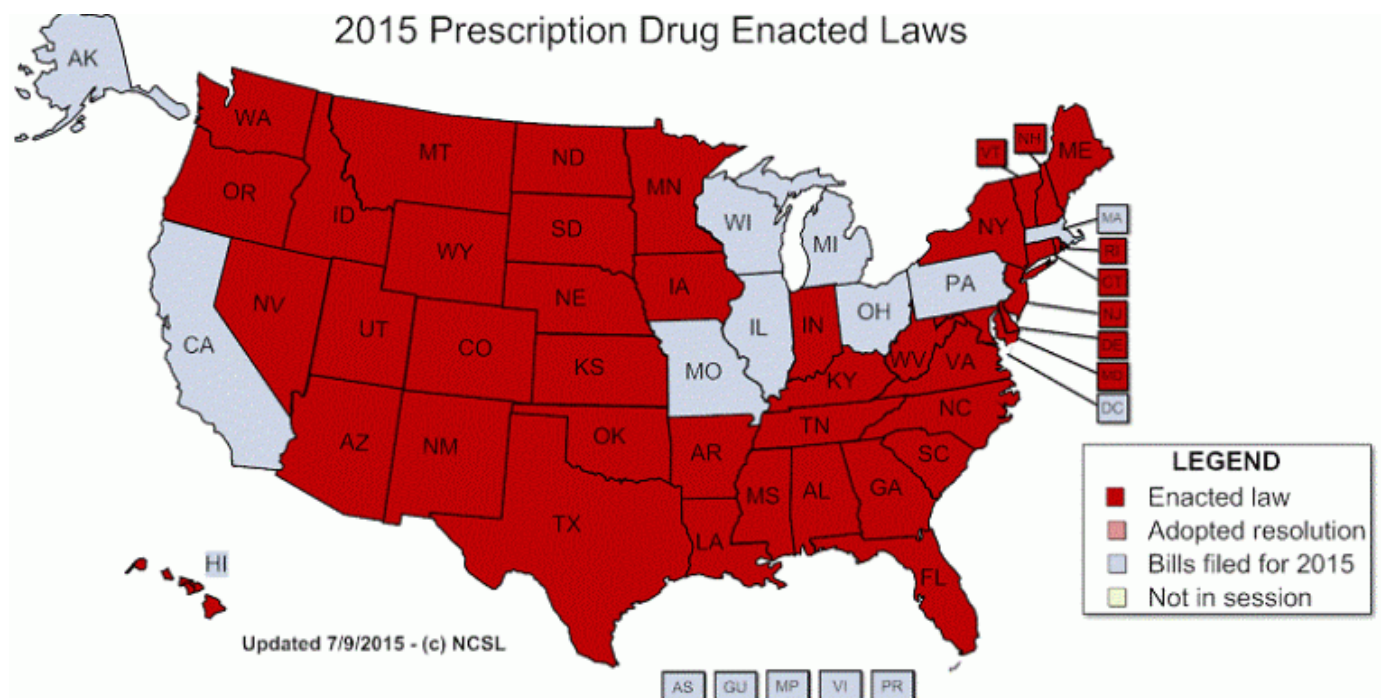 2015 Prescription Drug Enacted Laws
AK
WA
MT
ND
MN
OR
ID
WY
SD
WI
MI
VT
NH
ME
NY
MA
RI
CT
NJ
DE
MD
DC
NV
UT
CO
NE
IA
IL
IN
OH
PA
CA
KS
MO
KY
WV
VA
AZ
NM
OK
AR
TN
NC
SC
TX
LA
MS
AL
GA
FL
HI
LEGEND
Enacted law
Adopted resolution
Bills filed for 2015
Not in session
Updated 7/9/2015 - (c) NCSL
AS
GU
MP
VI
PR